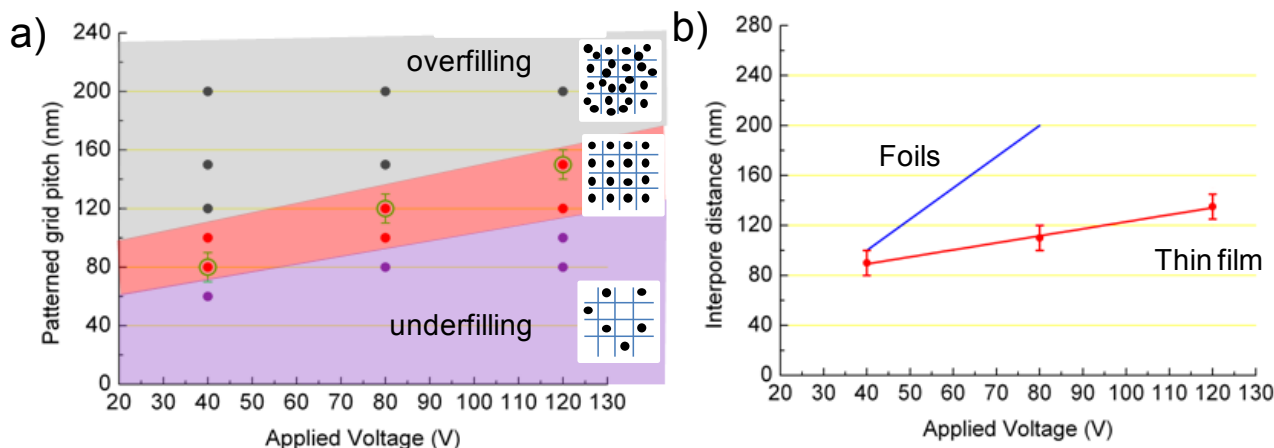 a)
Patterned grid pitch (nm)
240
200
160
120
80
40
0
overfilling
underfilling
20 30 40 50 60 70 80 90 100 110 120 130
Applied Voltage (V)
b)
Interpore distance (nm)
280
240
200
160
120
80
40
0
Foils
Thin film
20 30 40 50 60 70 80 90 100 110 120 130
Applied Voltage (V)